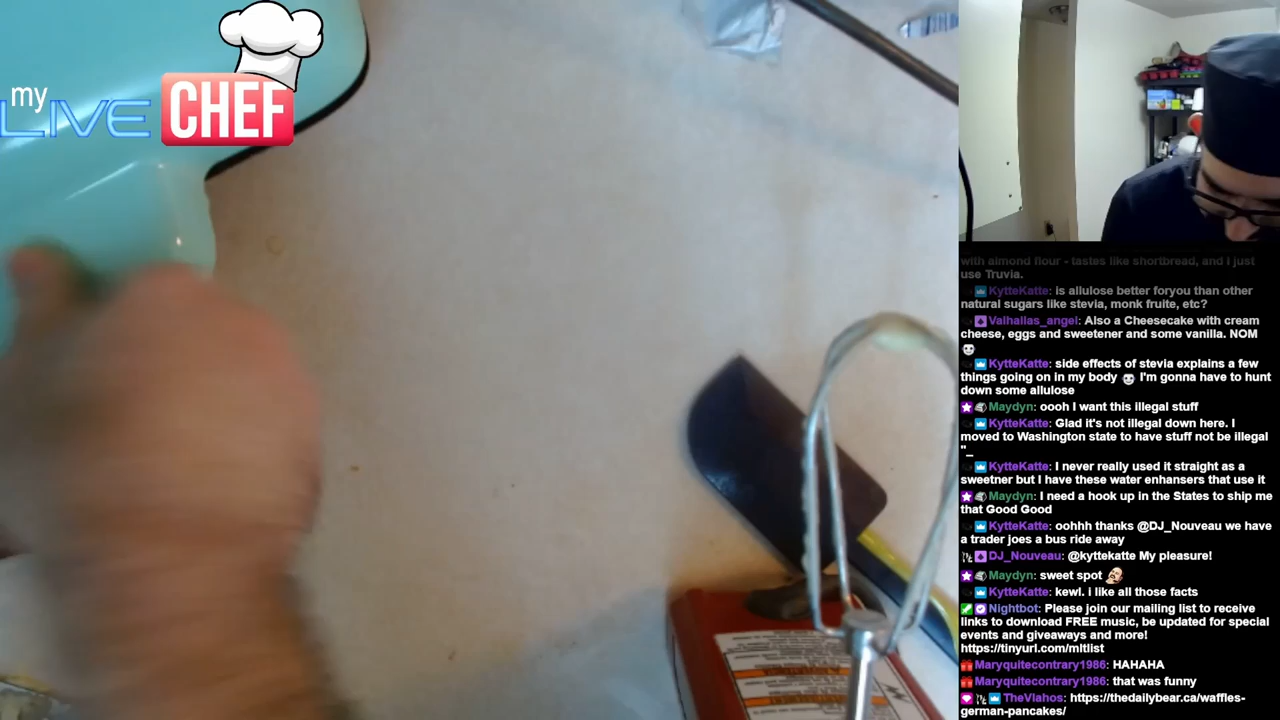 my
LIVE CHEF
with almond flour - tastes like shortbread, and I just
use Truvia.
KytteKatte: is allulose better foryou than other
natural sugars like stevia, monk fruite, etc?
Valhallas_angel: Also a Cheesecake with cream
cheese, eggs and sweetener and some vanilla. NOM
KytteKatte: side effects of stevia explains a few
things going on in my body I'm gonna have to hunt
down some allulose
Maydyn: oooh I want this illegal stuff
KytteKatte: Glad it's not illegal down here. I
moved to Washington state to have stuff not be illegal
"_
KytteKatte: I never really used it straight as a
sweetner but I have these water enhansers that use it
Maydyn: I need a hook up in the States to ship me
that Good Good
KytteKatte: oohhh thanks @DJ_Nouveau we have
a trader joes a bus ride away
DJ_Nouveau: @kyttekatte My pleasure!
Maydyn: sweet spot
KytteKatte: kewl. i like all those facts
Nightbot: Please join our mailing list to receive
links to download FREE music, be updated for special
events and giveaways and more!
https://tinyurl.com/mltlist
Maryquitecontrary1986: HAHAHA
Maryquitecontrary1986: that was funny
TheVlahos: https://thedailybear.ca/waffles-
german-pancakes/